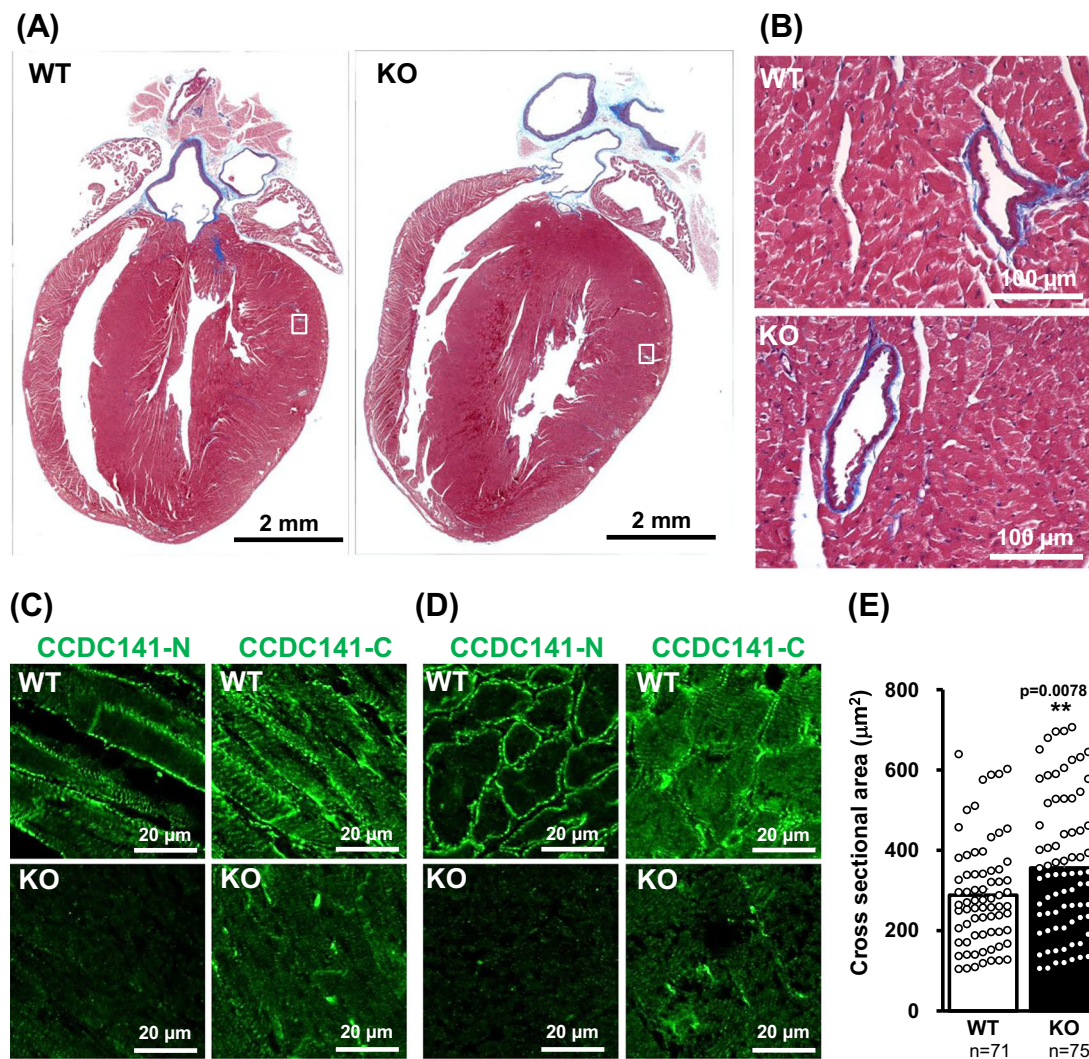 (A)
WT
KO
2 mm
2 mm
(B)
WT
100 µm
KO
100 µm
(C)
CCDC141-N
CCDC141-C
WT
WT
20 µm
20 µm
KO
KO
20 µm
20 µm
(D)
CCDC141-N
CCDC141-C
WT
WT
20 µm
20 µm
KO
KO
20 µm
20 µm
(E)
Cross sectional area (µm²)
800
600
400
200
0
p=0.0078
**
WT
KO
n=71
n=75